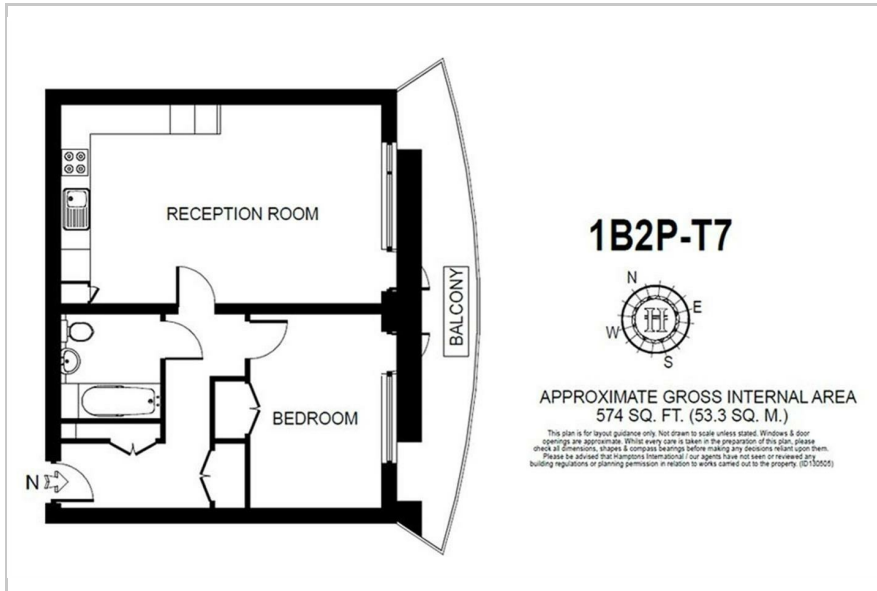 RECEPTION ROOM
BALCONY
BEDROOM
N
1B2P-T7
N
E
W
S
H
APPROXIMATE GROSS INTERNAL AREA
574 SQ. FT. (53.3 SQ. M.)
This plan is for layout guidance only. Not drawn to scale unless stated. Windows & door
openings are approximate. Whilst every care is taken in the preparation of this plan, please
check all dimensions, shapes & compass bearings before making any decisions reliant upon them.
Please be advised that Hamptons International / our agents have not seen or reviewed any
building regulations or planning permission in relation to works carried out to the property. (ID130505)